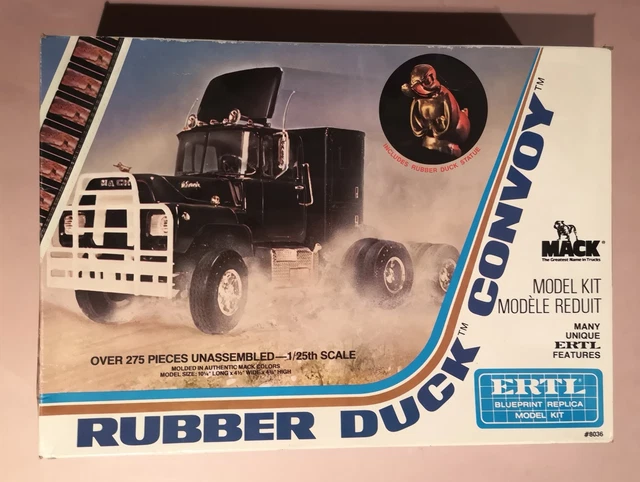 INCLUDES RUBBER DUCK STATUE
MACK
MACK®
The Greatest Name in Trucks
MODEL KIT
MODÈLE REDUIT
MANY
UNIQUE
ERTL
FEATURES
OVER 275 PIECES UNASSEMBLED—1/25th SCALE
MOLDED IN AUTHENTIC MACK COLORS
RUBBER DUCK™ CONVOY™
ERTL®
BLUEPRINT REPLICA
MODEL KIT
#8036